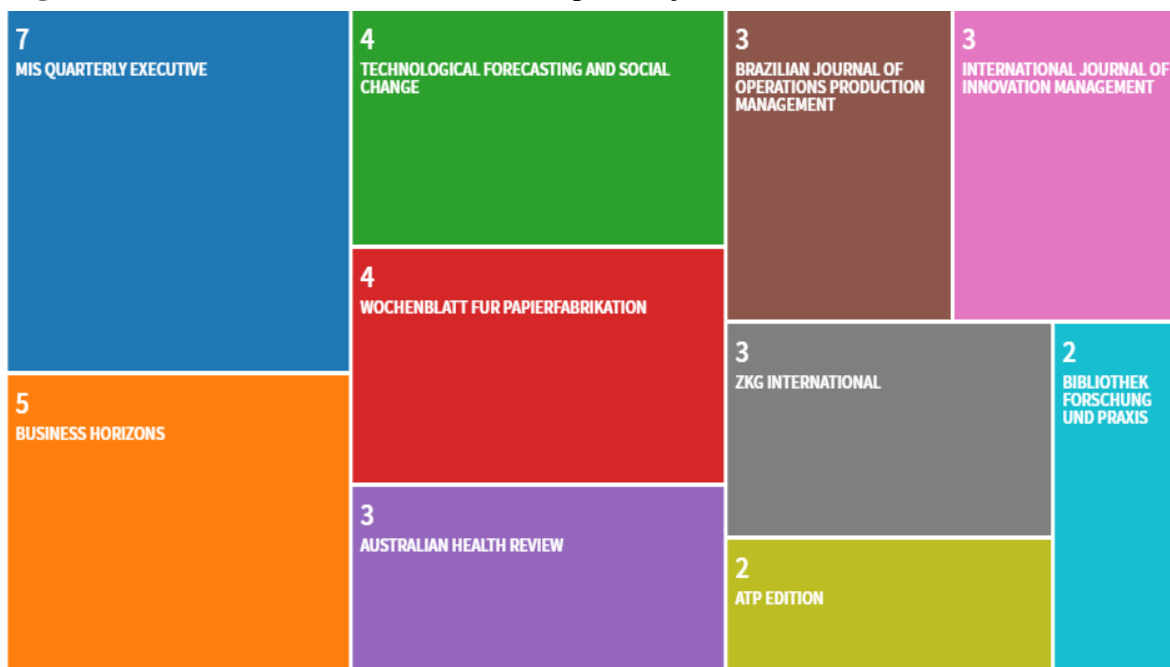 7
MIS QUARTERLY EXECUTIVE
5
BUSINESS HORIZONS
4
TECHNOLOGICAL FORECASTING AND SOCIAL
CHANGE
4
WOCHENBLATT FUR PAPIERFABRIKATION
3
AUSTRALIAN HEALTH REVIEW
3
BRAZILIAN JOURNAL OF
OPERATIONS PRODUCTION
MANAGEMENT
3
INTERNATIONAL JOURNAL OF
INNOVATION MANAGEMENT
3
ZKG INTERNATIONAL
2
ATP EDITION
2
BIBLIOTHEK
FORSCHUNG
UND PRAXIS